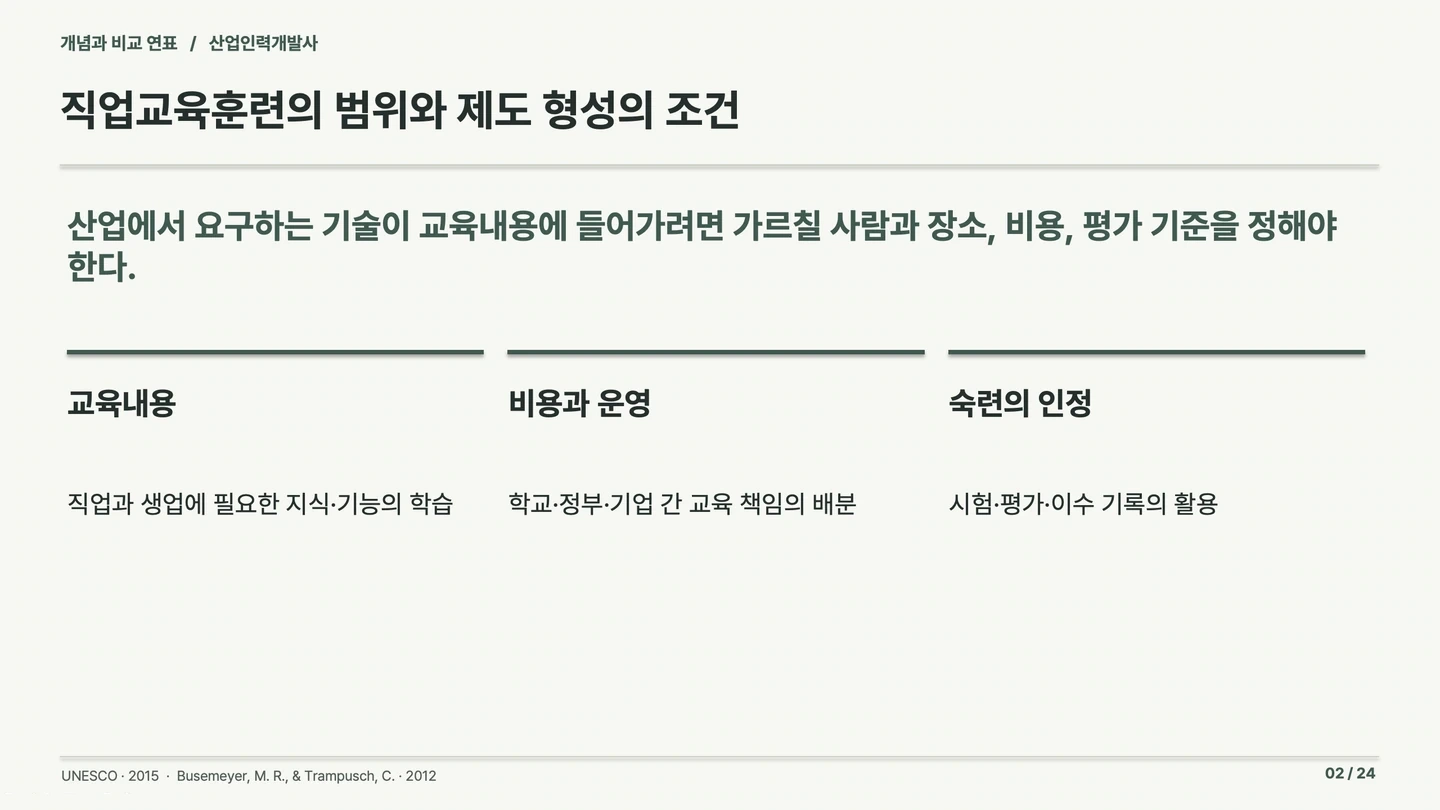 개념과 비교 연표 / 산업인력개발사
직업교육훈련의 범위와 제도 형성의 조건
산업에서 요구하는 기술이 교육내용에 들어가려면 가르칠 사람과 장소, 비용, 평가 기준을 정해야
한다.
교육내용
직업과 생업에 필요한 지식·기능의 학습
비용과 운영
학교·정부·기업 간 교육 책임의 배분
숙련의 인정
시험·평가·이수 기록의 활용
UNESCO · 2015 · Busemeyer, M. R., & Trampusch, C. · 2012
02 / 24